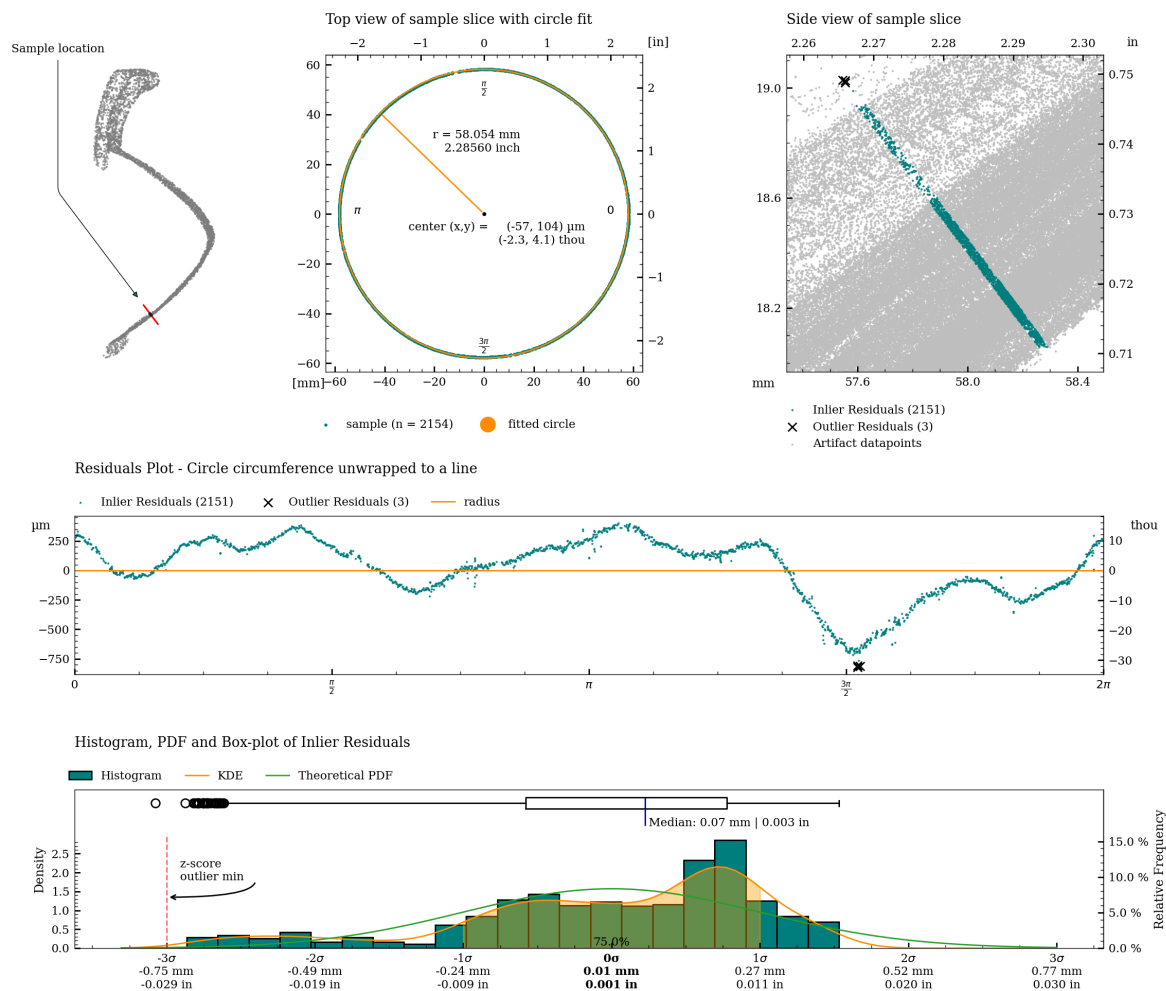 Sample location
Top view of sample slice with circle fit
−2 −1 0 1 2 [in]
60
40
20
0
−20
−40
−60
2
1
0
−1
−2
π/2
r = 58.054 mm
2.28560 inch
π
0
center (x,y) = (-57, 104) µm
(-2.3, 4.1) thou
3π/2
[mm] −60 −40 −20 0 20 40 60
sample (n = 2154) fitted circle
Side view of sample slice
2.26 2.27 2.28 2.29 2.30 in
19.0
18.6
18.2
0.75
0.74
0.73
0.72
0.71
mm 57.6 58.0 58.4
Inlier Residuals (2151)
Outlier Residuals (3)
Artifact datapoints
Residuals Plot - Circle circumference unwrapped to a line
Inlier Residuals (2151) Outlier Residuals (3) radius
µm thou
250 10
0 0
−250 −10
−500 −20
−750 −30
0 π/2 π 3π/2 2π
Histogram, PDF and Box-plot of Inlier Residuals
Histogram KDE Theoretical PDF
Median: 0.07 mm | 0.003 in
Density
2.5
2.0
1.5
1.0
0.5
0.0
z-score
outlier min
75.0%
15.0 %
10.0 %
5.0 %
0.0 %
Relative Frequency
-3σ -2σ -1σ 0σ 1σ 2σ 3σ
-0.75 mm -0.49 mm -0.24 mm 0.01 mm 0.27 mm 0.52 mm 0.77 mm
-0.029 in -0.019 in -0.009 in 0.001 in 0.011 in 0.020 in 0.030 in